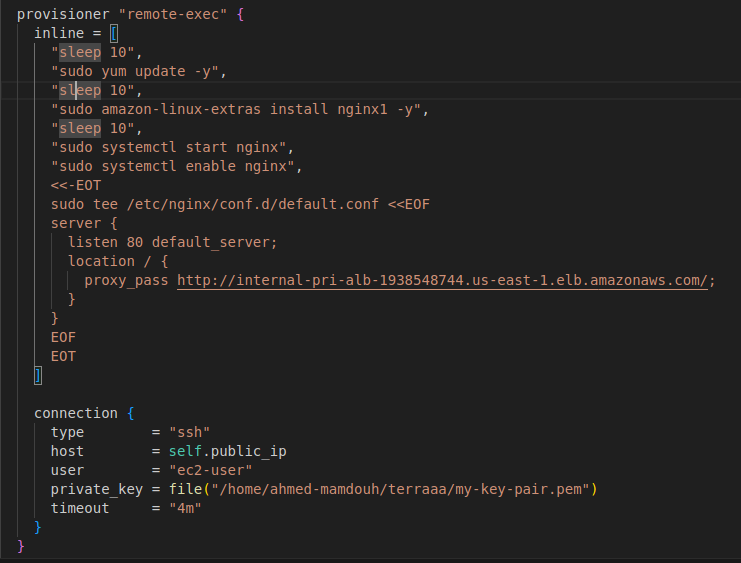 provisioner "remote-exec" {
  inline = [
    "sleep 10",
    "sudo yum update -y",
    "sleep 10",
    "sudo amazon-linux-extras install nginx1 -y",
    "sleep 10",
    "sudo systemctl start nginx",
    "sudo systemctl enable nginx",
    <<-EOT
    sudo tee /etc/nginx/conf.d/default.conf <<EOF
    server {
      listen 80 default_server;
      location / {
        proxy_pass http://internal-pri-alb-1938548744.us-east-1.elb.amazonaws.com/;
      }
    }
    EOF
    EOT
  ]

  connection {
    type        = "ssh"
    host        = self.public_ip
    user        = "ec2-user"
    private_key = file("/home/ahmed-mamdouh/terraaa/my-key-pair.pem")
    timeout     = "4m"
  }
}